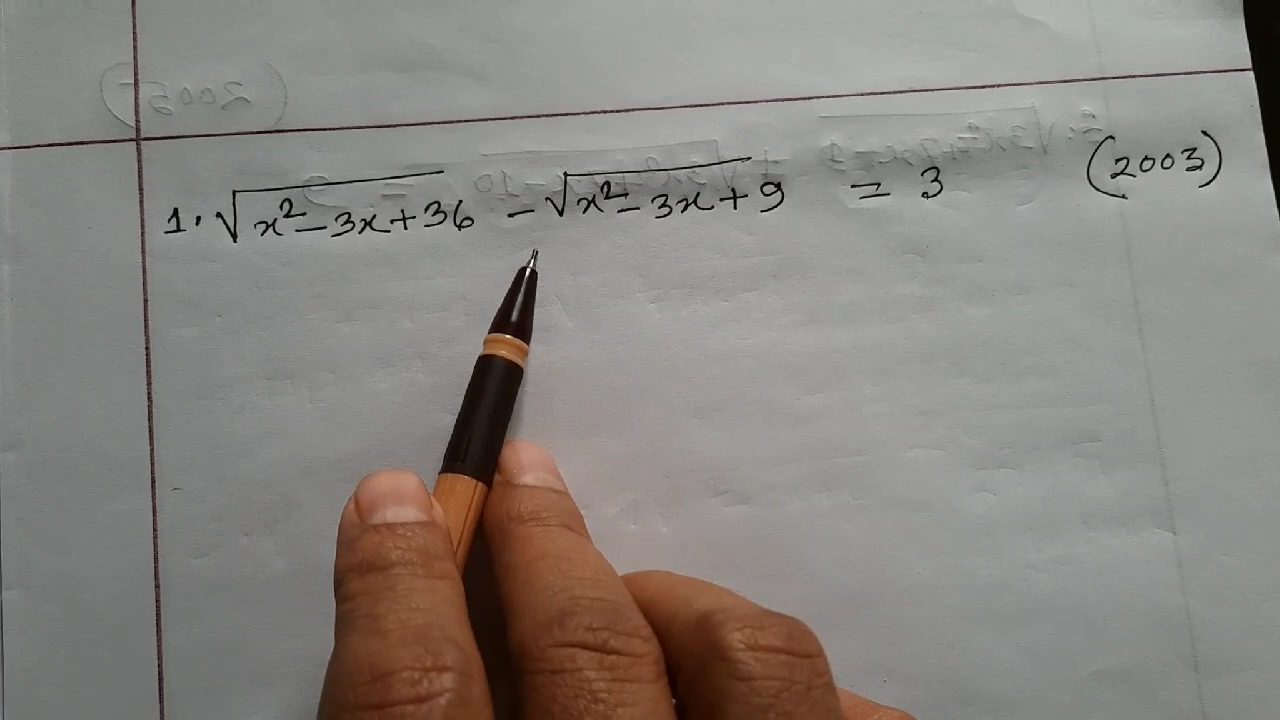 1. √(x² - 3x + 36) - √(x² - 3x + 9) = 3 (2003)